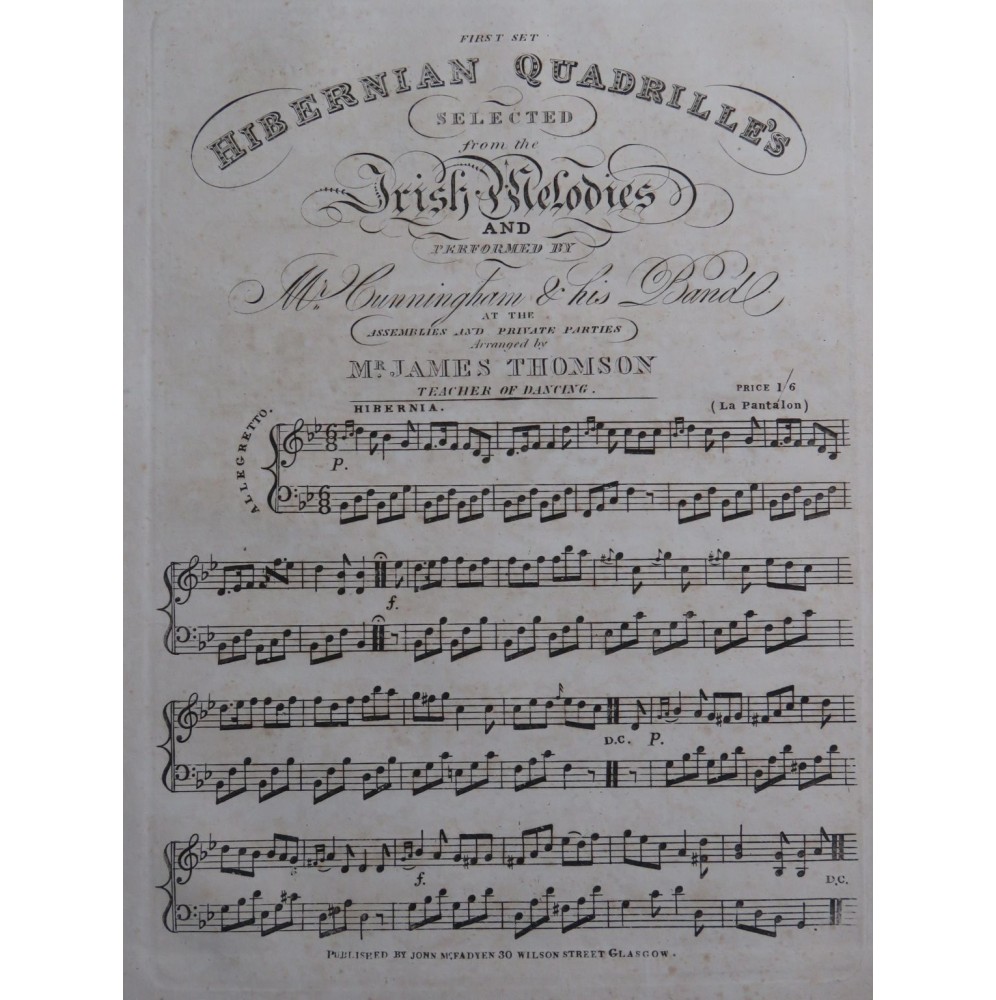 FIRST SET
HIBERNIAN QUADRILLE'S
SELECTED
from the
Irish Melodies
AND
PERFORMED BY
Mr. Cunningham & his Band
AT THE
ASSEMBLIES AND PRIVATE PARTIES
Arranged by
MR. JAMES THOMSON
TEACHER OF DANCING.
PRICE 1/6
HIBERNIA.
(La Pantalon)
ALLEGRETTO.
P.
f.
D.C.
P.
f.
D.C.
PUBLISHED BY JOHN McFADYEN 30 WILSON STREET GLASGOW.